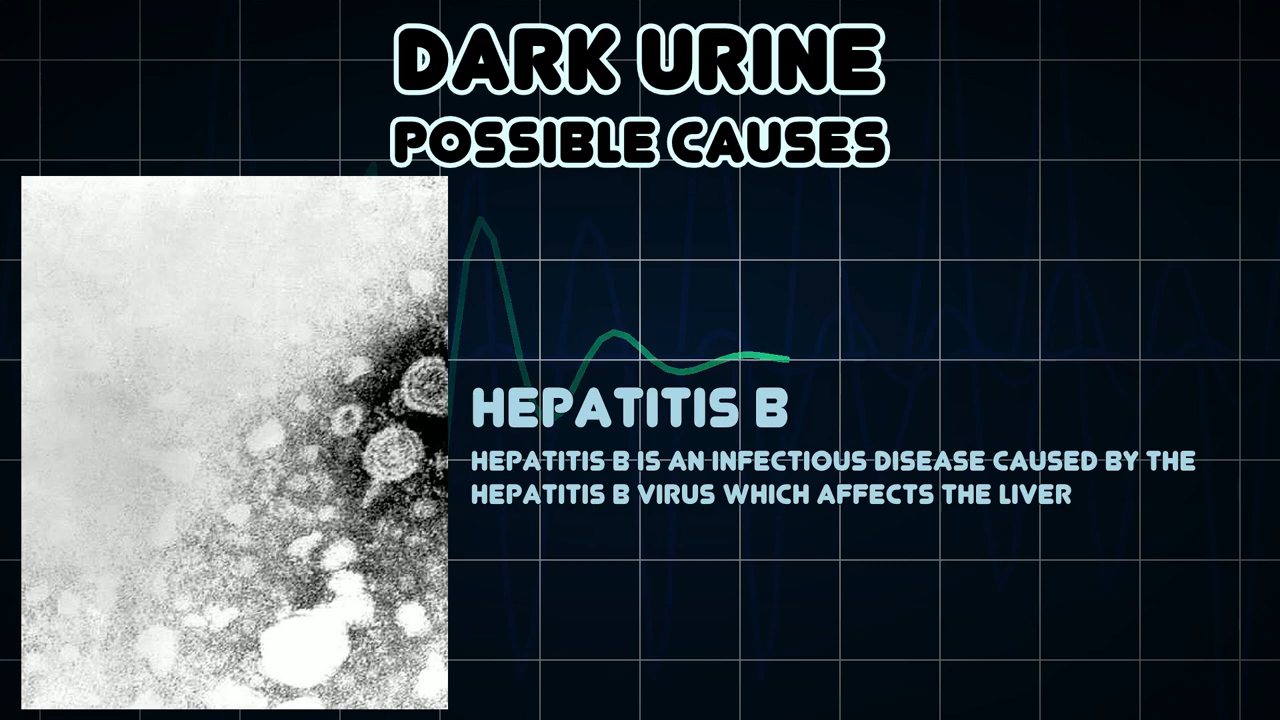 DARK URINE
POSSIBLE CAUSES
HEPATITIS B
HEPATITIS B IS AN INFECTIOUS DISEASE CAUSED BY THE
HEPATITIS B VIRUS WHICH AFFECTS THE LIVER